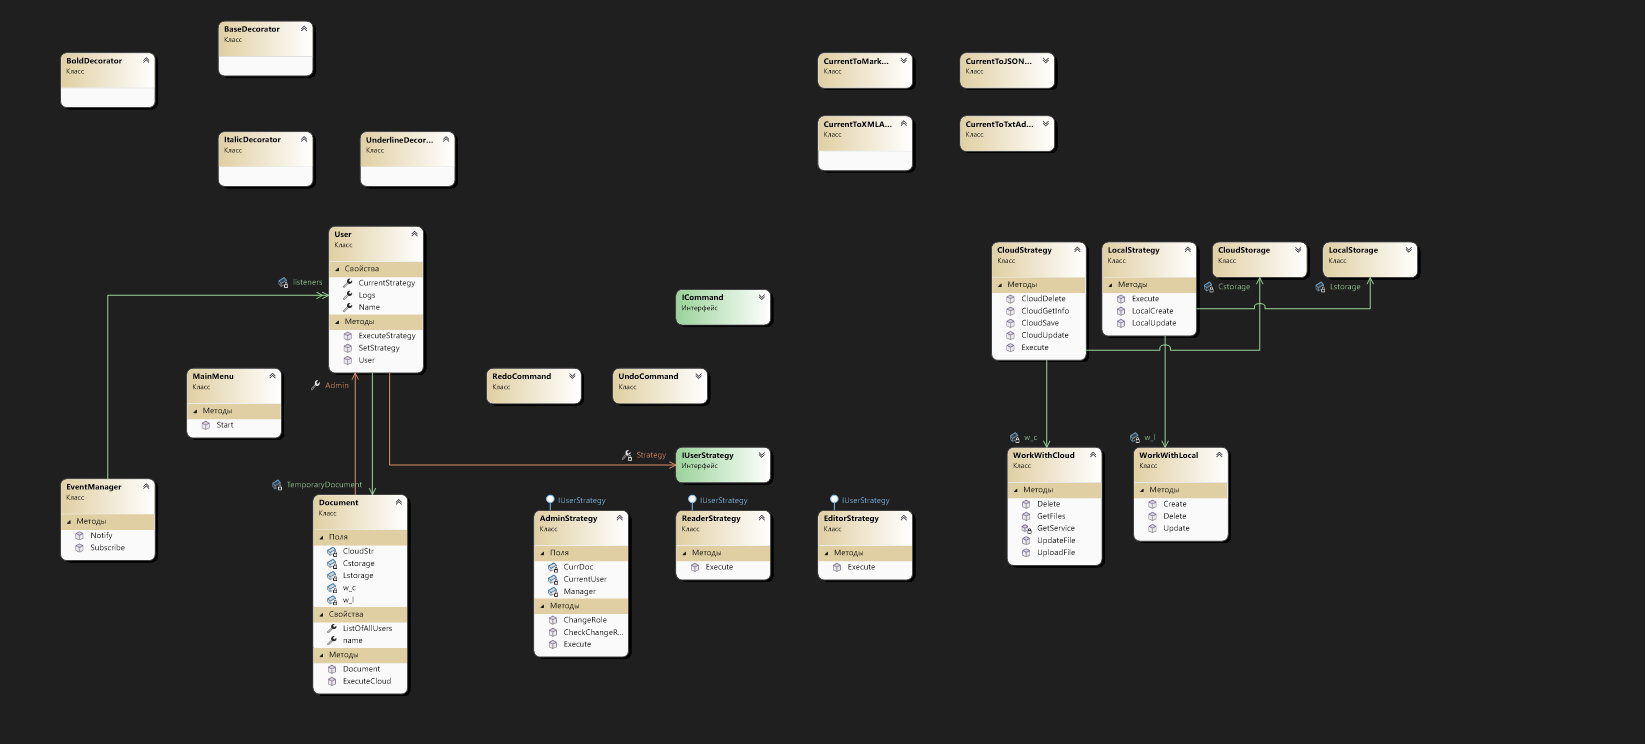 BaseDecorator
Класс
BoldDecorator
Класс
ItalicDecorator
Класс
UnderlineDecor...
Класс
CurrentToMark...
Класс
CurrentToJSON...
Класс
CurrentToXMLA...
Класс
CurrentToTxtAd...
Класс
User
Класс
Свойства
CurrentStrategy
Logs
Name
Методы
ExecuteStrategy
SetStrategy
User
listeners
Admin
MainMenu
Класс
Методы
Start
EventManager
Класс
Методы
Notify
Subscribe
TemporaryDocument
Document
Класс
Поля
CloudStr
Cstorage
Lstorage
w_c
w_l
Свойства
ListOfAllUsers
name
Методы
Document
ExecuteCloud
ICommand
Интерфейс
RedoCommand
Класс
UndoCommand
Класс
Strategy
IUserStrategy
Интерфейс
IUserStrategy
AdminStrategy
Класс
Поля
CurrDoc
CurrentUser
Manager
Методы
ChangeRole
CheckChangeR...
Execute
IUserStrategy
ReaderStrategy
Класс
Методы
Execute
IUserStrategy
EditorStrategy
Класс
Методы
Execute
CloudStrategy
Класс
Методы
CloudDelete
CloudGetInfo
CloudSave
CloudUpdate
Execute
LocalStrategy
Класс
Методы
Execute
LocalCreate
LocalUpdate
CloudStorage
Класс
Cstorage
LocalStorage
Класс
Lstorage
w_c
WorkWithCloud
Класс
Методы
Delete
GetFiles
GetService
UpdateFile
UploadFile
w_l
WorkWithLocal
Класс
Методы
Create
Delete
Update